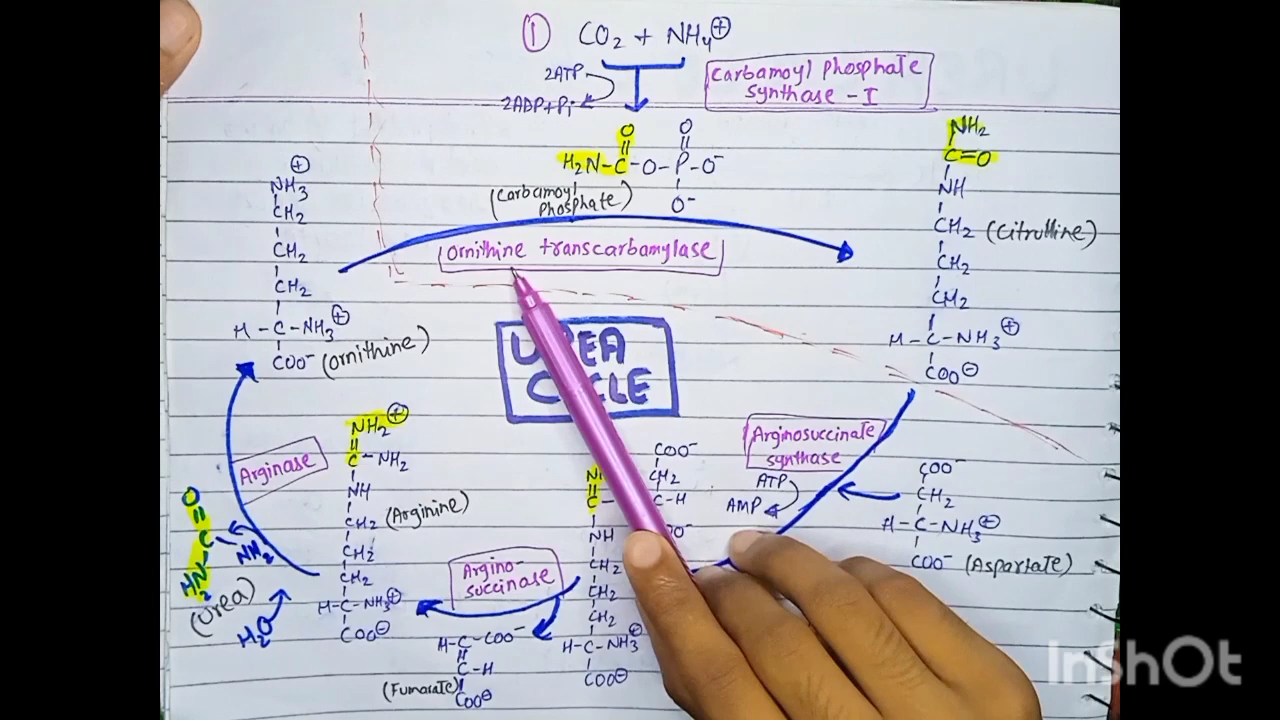 ① CO₂ + NH₄⊕
2ATP
2ADP+Pi
Carbamoyl phosphate
synthase - I
O O
H₂N-C-O-P-O⁻
O⁻
(Carbamoyl
Phosphate)
Ornithine transcarbamylase
⊕
NH₃
CH₂
CH₂
CH₂
H-C-NH₃⊕
COO⁻ (Ornithine)
NH₂
C=O
NH
CH₂ (Citrulline)
CH₂
CH₂
H-C-NH₃⊕
COO⊖
UREA
CYCLE
Arginosuccinate
synthase
ATP
AMP
COO⁻
CH₂
H-C-NH₃⊕
COO⁻ (Aspartate)
COO⁻
CH₂
C-H
N
C-
NH
CH₂
CH₂
CH₂
H-C-NH₃⊕
COO⊖
Argino-
succinase
H-C-COO⁻
C-H
(Fumarate) COO⊖
NH₂⊕
C-NH₂
NH
CH₂ (Arginine)
CH₂
CH₂
H-C-NH₃⊕
COO⊖
Arginase
O
C
NH₂
H₂N
(Urea)
H₂O
InShOt